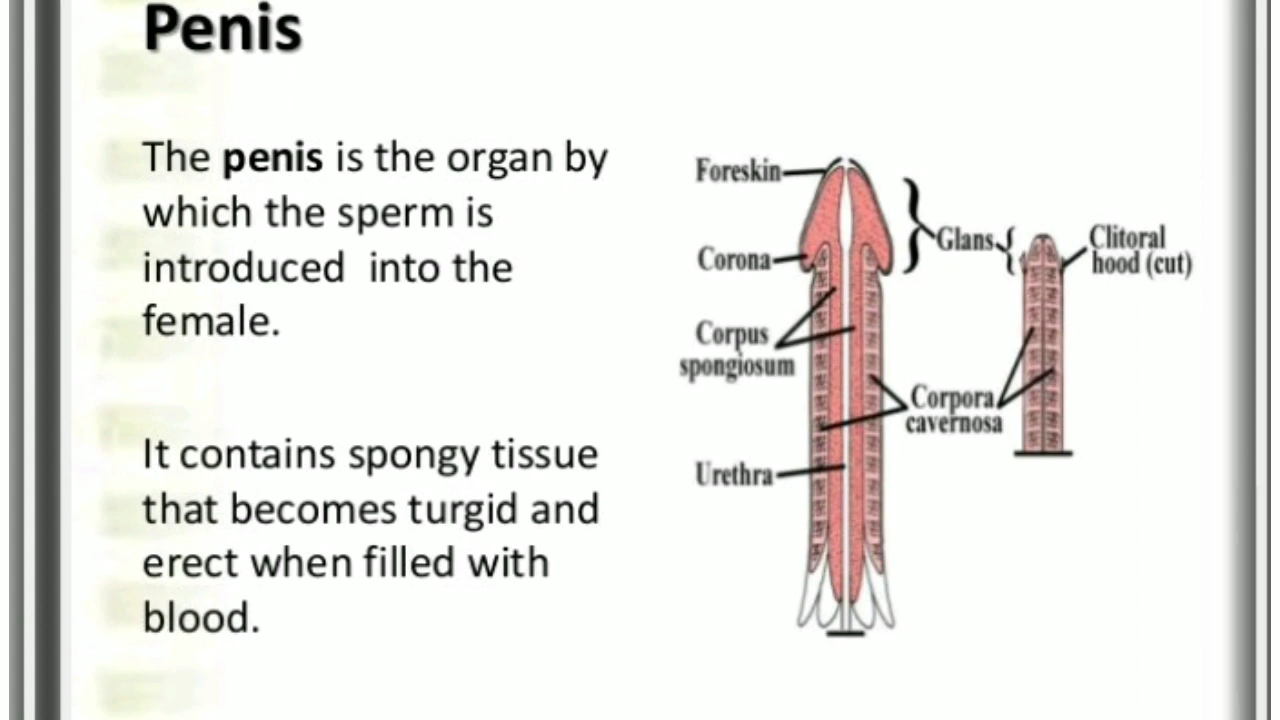 Penis
The penis is the organ by
which the sperm is
introduced into the
female.
It contains spongy tissue
that becomes turgid and
erect when filled with
blood.
Foreskin
Corona
Corpus
spongiosum
Urethra
Glans
Corpora
cavernosa
Clitoral
hood (cut)